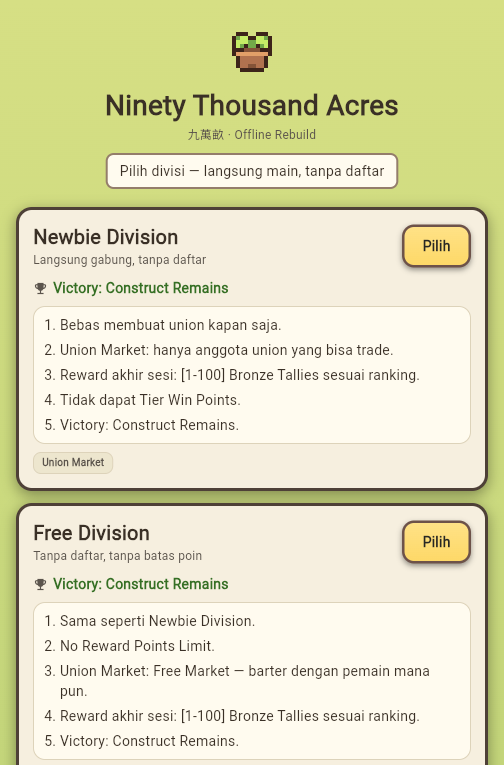 Ninety Thousand Acres
九萬畝 · Offline Rebuild
Pilih divisi — langsung main, tanpa daftar
Newbie Division
Pilih
Langsung gabung, tanpa daftar
Victory: Construct Remains
1. Bebas membuat union kapan saja.
2. Union Market: hanya anggota union yang bisa trade.
3. Reward akhir sesi: [1-100] Bronze Tallies sesuai ranking.
4. Tidak dapat Tier Win Points.
5. Victory: Construct Remains.
Union Market
Free Division
Pilih
Tanpa daftar, tanpa batas poin
Victory: Construct Remains
1. Sama seperti Newbie Division.
2. No Reward Points Limit.
3. Union Market: Free Market — barter dengan pemain mana
pun.
4. Reward akhir sesi: [1-100] Bronze Tallies sesuai ranking.
5. Victory: Construct Remains.